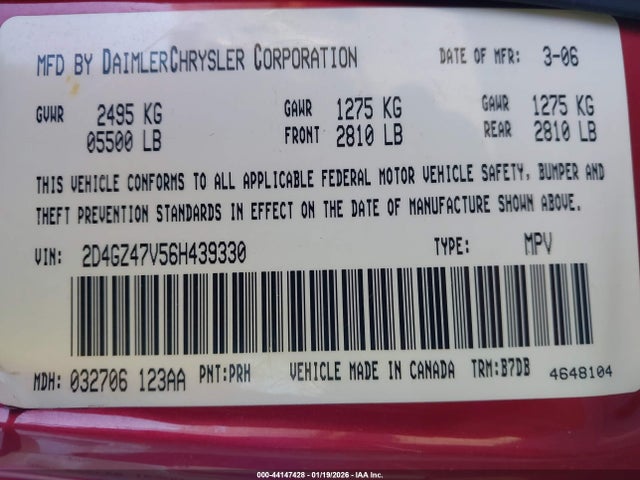 MFD BY DAIMLERCHRYSLER CORPORATION DATE OF MFR: 3-06
GVWR 2495 KG GAWR 1275 KG GAWR 1275 KG
05500 LB FRONT 2810 LB REAR 2810 LB
THIS VEHICLE CONFORMS TO ALL APPLICABLE FEDERAL MOTOR VEHICLE SAFETY, BUMPER AND
THEFT PREVENTION STANDARDS IN EFFECT ON THE DATE OF MANUFACTURE SHOWN ABOVE.
VIN: 2D4GZ47V56H439330 TYPE: MPV
MDH: 032706 123AA PNT:PRH VEHICLE MADE IN CANADA TRM:B7DB 4648104
000-44147428 - 01/19/2026 - IAA Inc.